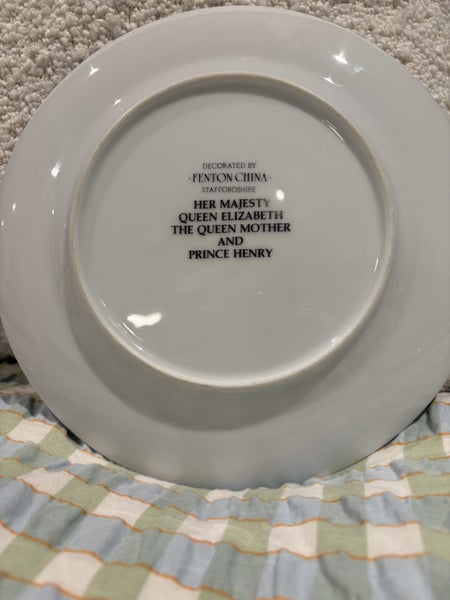 DECORATED BY
· FENTON CHINA ·
STAFFORDSHIRE
HER MAJESTY
QUEEN ELIZABETH
THE QUEEN MOTHER
AND
PRINCE HENRY